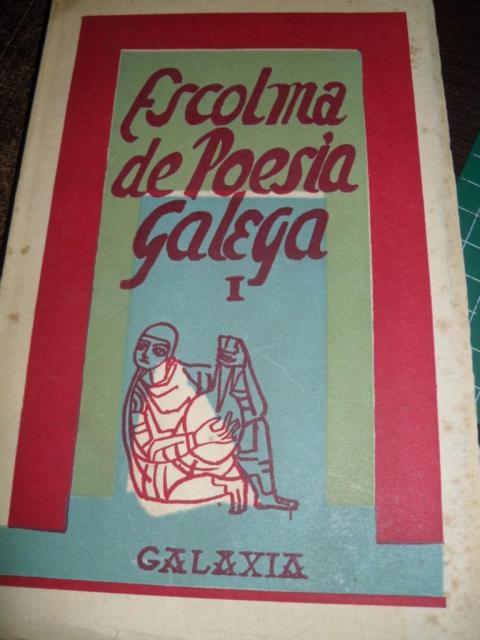 Escolma
de Poesia
Galega
I
GALAXIA